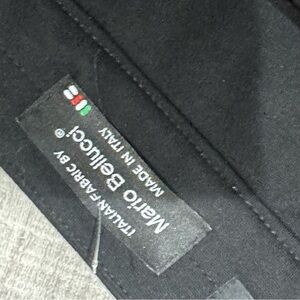 ITALIAN FABRIC BY
Mario Bellucci®
MADE IN ITALY